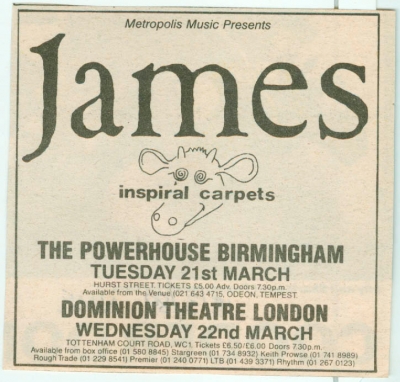 Metropolis Music Presents
James
inspiral carpets
THE POWERHOUSE BIRMINGHAM
TUESDAY 21st MARCH
HURST STREET. TICKETS £5.00 Adv. Doors 7.30p.m.
Available from the Venue (021 643 4715, ODEON, TEMPEST.
DOMINION THEATRE LONDON
WEDNESDAY 22nd MARCH
TOTTENHAM COURT ROAD, WC1. Tickets £6.50/£6.00 Doors 7.30p.m.
Available from box office (01 580 8845) Stargreen (01 734 8932) Keith Prowse (01 741 8989)
Rough Trade (01 229 8541) Premier (01 240 0771) LTB (01 439 3371) Rhythm (01 267 0123)